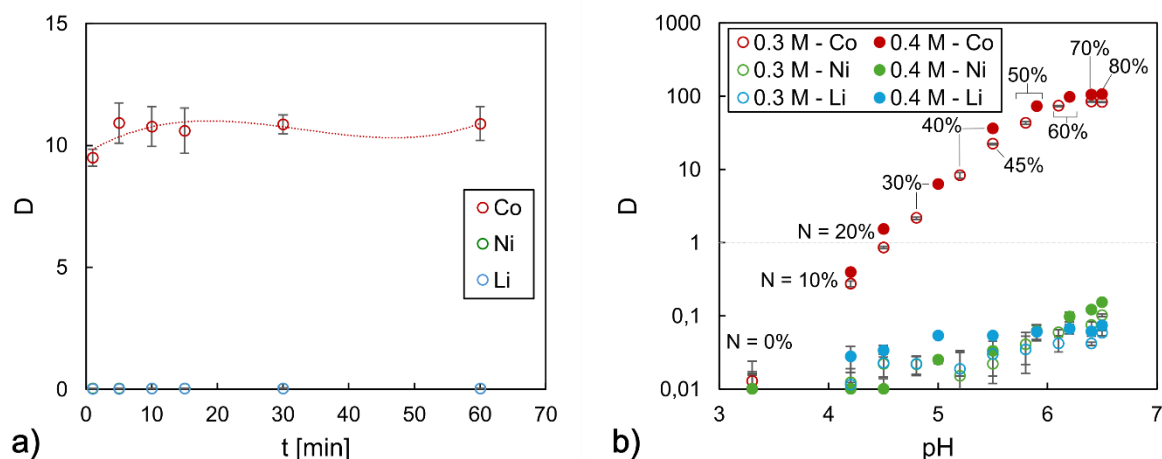 15
10
5
0
D
0 10 20 30 40 50 60 70
t [min]
Co
Ni
Li
a)
1000
100
10
1
0,1
0,01
D
3 4 5 6 7
pH
0.3 M - Co 0.4 M - Co
0.3 M - Ni 0.4 M - Ni
0.3 M - Li 0.4 M - Li
70%
80%
50%
60%
40%
45%
30%
N = 20%
N = 10%
N = 0%
b)